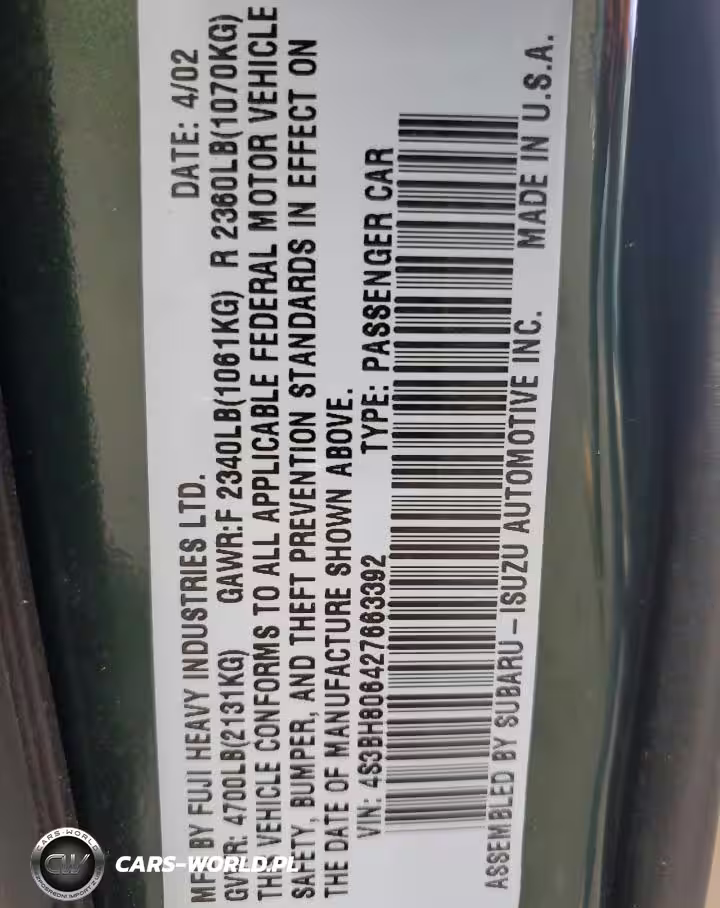 MFD BY FUJI HEAVY INDUSTRIES LTD. DATE: 4/02
GVWR: 4700LB(2131KG) GAWR:F 2340LB(1061KG) R 2360LB(1070KG)
THIS VEHICLE CONFORMS TO ALL APPLICABLE FEDERAL MOTOR VEHICLE
SAFETY, BUMPER, AND THEFT PREVENTION STANDARDS IN EFFECT ON
THE DATE OF MANUFACTURE SHOWN ABOVE.
VIN: 4S3BH806427663392 TYPE: PASSENGER CAR
ASSEMBLED BY SUBARU-ISUZU AUTOMOTIVE INC. MADE IN U.S.A.
CARS-WORLD
CW
CARS-WORLD.PL